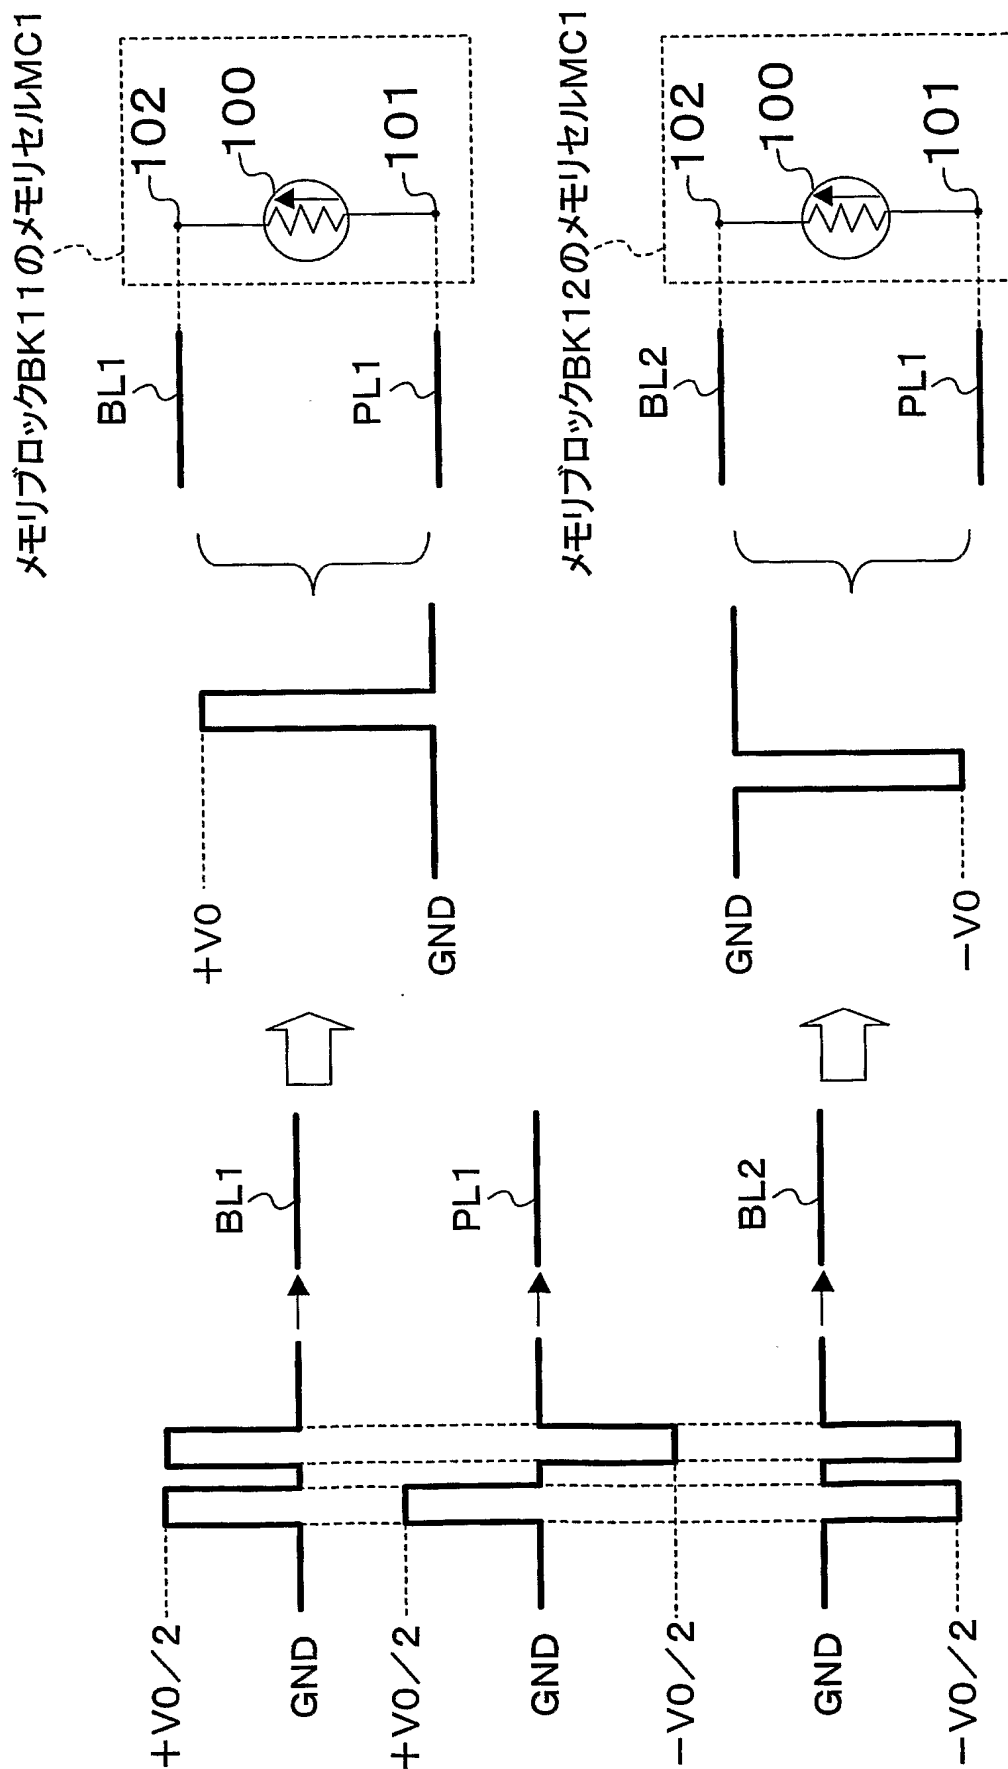 メモリブロックBK11のメモリセルMC1
102
100
101
BL1
PL1
+V0
GND
BL1
+V0/2
GND
PL1
+V0/2
GND
-V0/2
メモリブロックBK12のメモリセルMC1
102
100
101
BL2
PL1
GND
-V0
BL2
GND
-V0/2